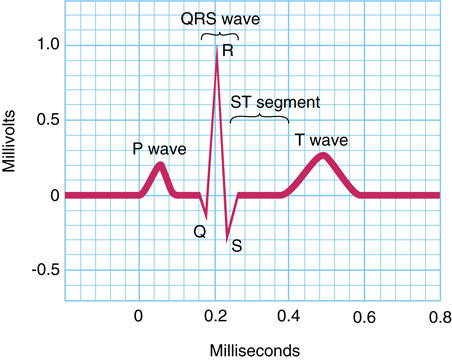 QRS wave
R
1.0
ST segment
0.5
T wave
P wave
Millivolts
0
Q
S
-0.5
0
0.2
0.4
0.6
0.8
Milliseconds